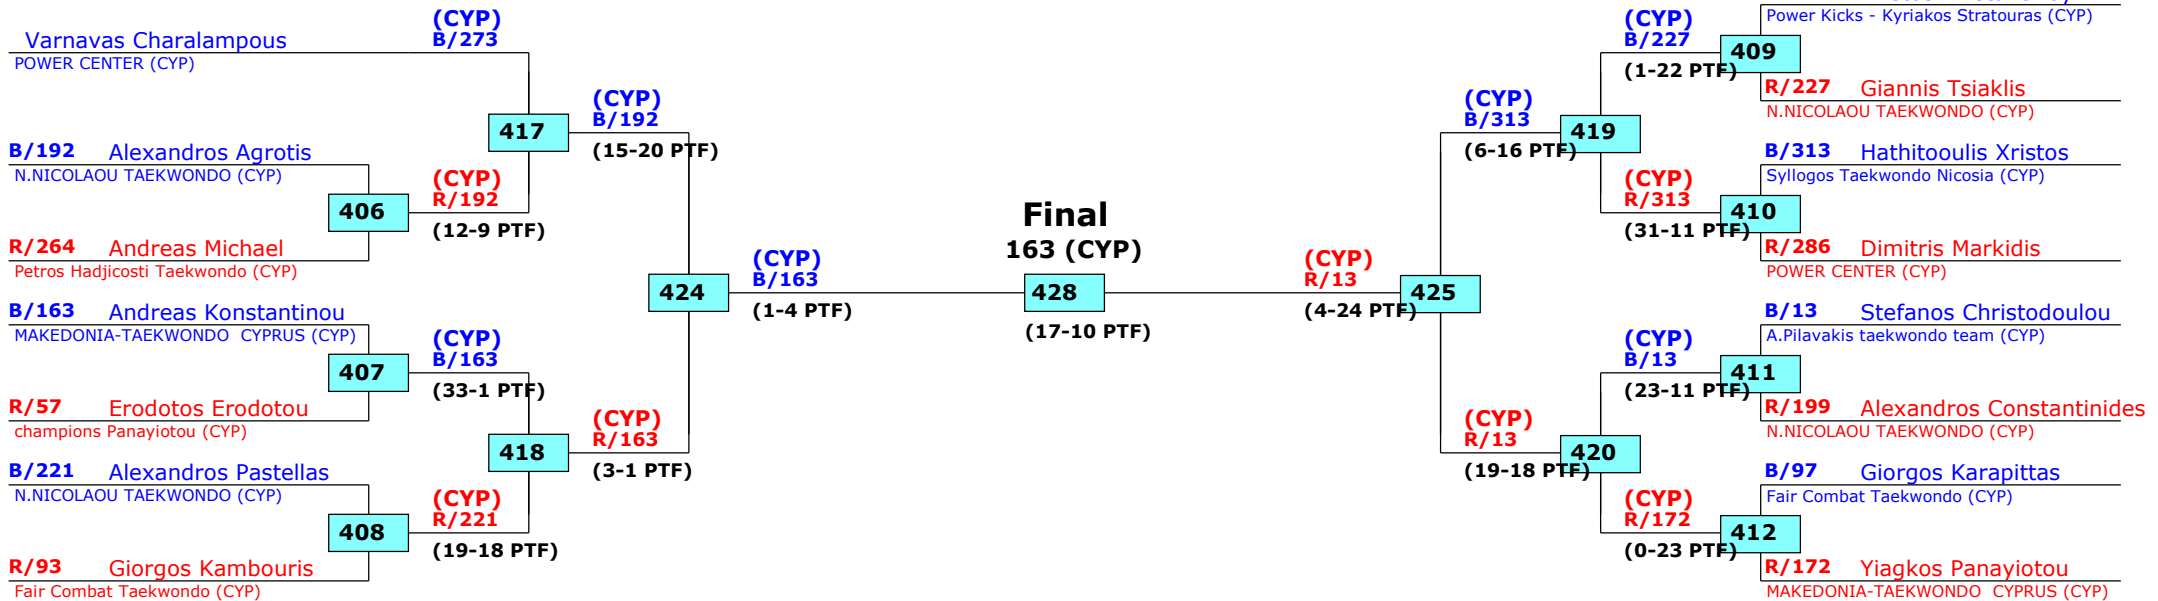 (CYP)
B/273
Varnavas Charalampous
POWER CENTER (CYP)
417
(CYP)
B/192
(15-20 PTF)
B/192 Alexandros Agrotis
N.NICOLAOU TAEKWONDO (CYP)
406
(CYP)
R/192
(12-9 PTF)
R/264 Andreas Michael
Petros Hadjicosti Taekwondo (CYP)
424
(CYP)
B/163
(1-4 PTF)
B/163 Andreas Konstantinou
MAKEDONIA-TAEKWONDO CYPRUS (CYP)
407
(CYP)
B/163
(33-1 PTF)
R/57 Erodotos Erodotou
champions Panayiotou (CYP)
418
(CYP)
R/163
(3-1 PTF)
B/221 Alexandros Pastellas
N.NICOLAOU TAEKWONDO (CYP)
408
(CYP)
R/221
(19-18 PTF)
R/93 Giorgos Kambouris
Fair Combat Taekwondo (CYP)
Final
163 (CYP)
428
(17-10 PTF)
(CYP)
R/13
(4-24 PTF)
425
(CYP)
B/313
(6-16 PTF)
419
(CYP)
B/227
(1-22 PTF)
409
Power Kicks - Kyriakos Stratouras (CYP)
R/227 Giannis Tsiaklis
N.NICOLAOU TAEKWONDO (CYP)
B/313 Hathitooulis Xristos
Syllogos Taekwondo Nicosia (CYP)
(CYP)
R/313
(31-11 PTF)
410
R/286 Dimitris Markidis
POWER CENTER (CYP)
B/13 Stefanos Christodoulou
A.Pilavakis taekwondo team (CYP)
(CYP)
B/13
(23-11 PTF)
411
R/199 Alexandros Constantinides
N.NICOLAOU TAEKWONDO (CYP)
(CYP)
R/13
(19-18 PTF)
420
B/97 Giorgos Karapittas
Fair Combat Taekwondo (CYP)
(CYP)
R/172
(0-23 PTF)
412
R/172 Yiagkos Panayiotou
MAKEDONIA-TAEKWONDO CYPRUS (CYP)